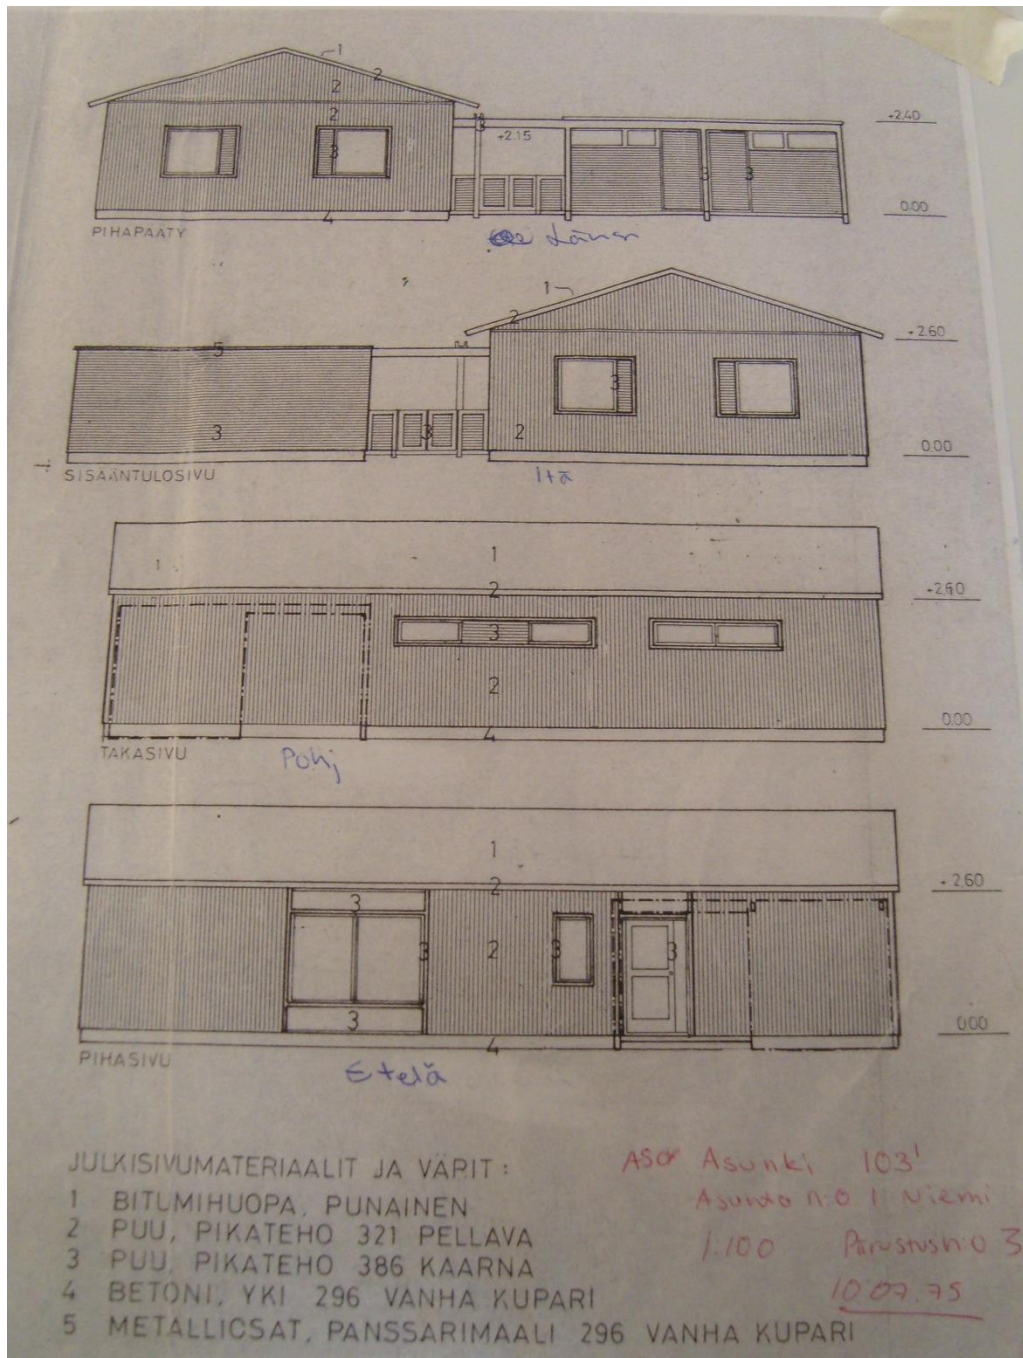 1
2
2
2
3
+2.40
3
+2.15
3
3
0.00
4
PIHAPÄÄTY
Länsi
1
2
+2.60
5
3
3
3
2
0.00
SISÄÄNTULOSIVU
Itä
1
1
2
+2.60
3
2
0.00
4
TAKASIVU
Pohj
1
2
+2.60
3
3
2
3
3
3
0.00
4
PIHASIVU
Etelä
JULKISIVUMATERIAALIT JA VÄRIT:
1 BITUMIHUOPA, PUNAINEN
2 PUU, PIKATEHO 321 PELLAVA
3 PUU, PIKATEHO 386 KAARNA
4 BETONI, YKI 296 VANHA KUPARI
5 METALLIOSAT, PANSSARIMAALI 296 VANHA KUPARI
Asunki 103'
Asunto n:o 1 Niemi
1:100 Piirustus n:o 3
10.07.75